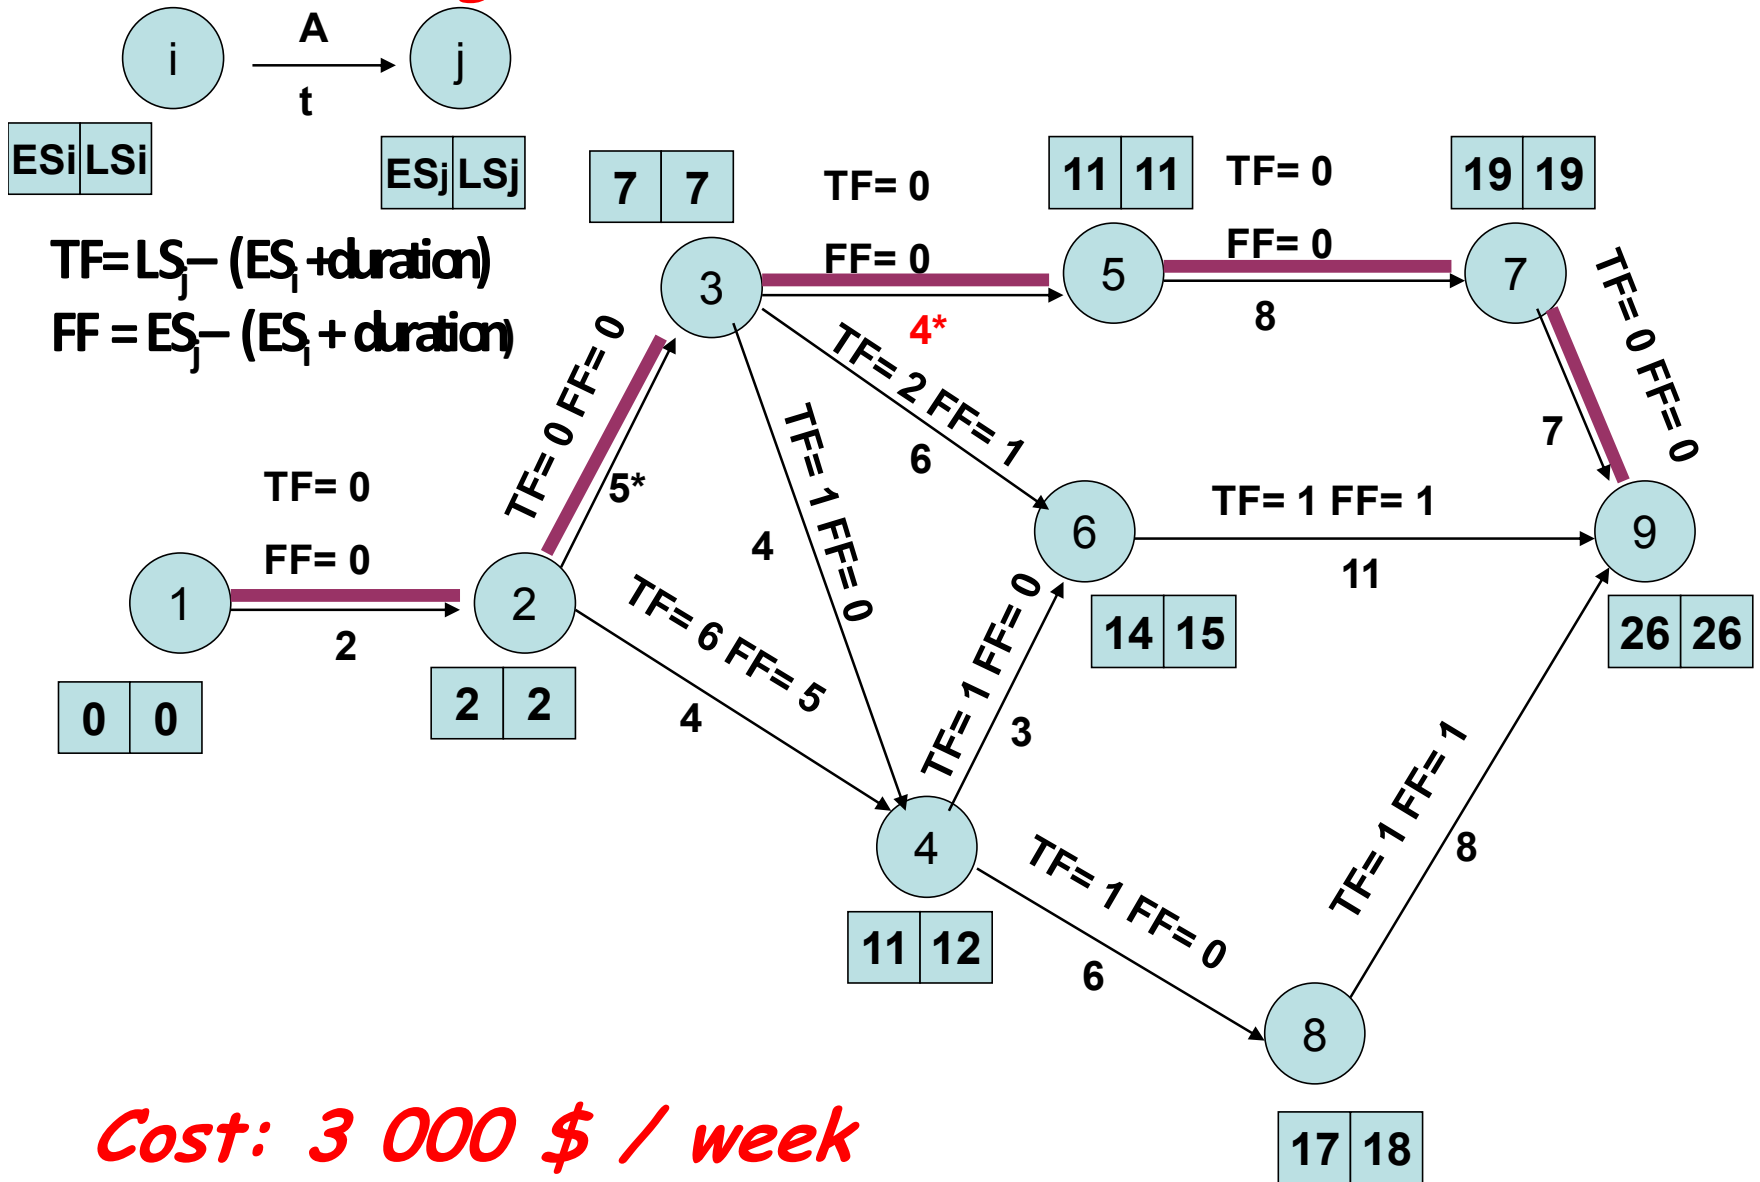 A
i
j
t
ESi LSi
ESj LSj
TF= LSj – (ESi +duration)
FF = ESj – (ESi + duration)
7 7
TF= 0
FF= 0
11 11
TF= 0
FF= 0
19 19
3
4*
5
8
7
TF= 0 FF= 0
TF= 0 FF= 0
5*
TF= 2 FF= 1
6
TF= 1 FF= 0
4
7
TF= 0
FF= 0
1
2
2
0 0
2 2
TF= 6 FF= 5
4
6
TF= 1 FF= 1
11
9
14 15
26 26
TF= 1 FF= 0
3
4
11 12
TF= 1 FF= 0
6
TF= 1 FF= 1
8
8
17 18
Cost: 3 000 $ / week